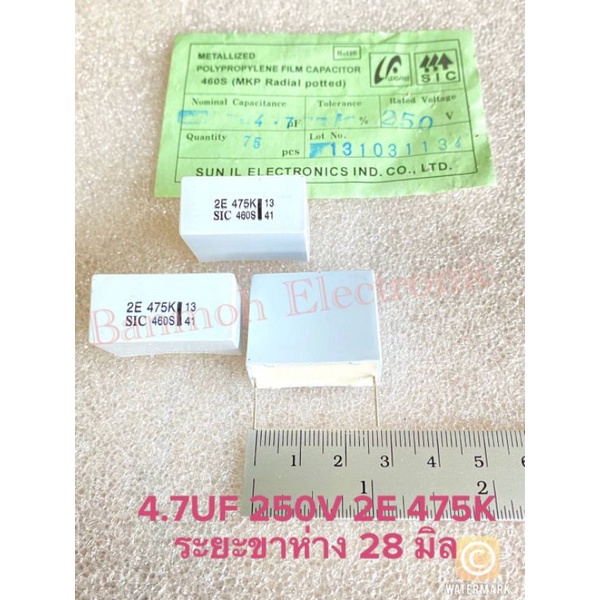 METALLIZED
POLYPROPYLENE FILM CAPACITOR
460S (MKP Radial potted)
SIC
Nominal Capacitance Tolerance Rated Voltage
4.7 μF % 250 V
Quantity 75 pcs Lot No. 131031134
SUN IL ELECTRONICS IND. CO., LTD.
2E 475K 13
SIC 460S 41
2E 475K 13
SIC 460S 41
Banmoh Electronic
1 2 3 4 5 6
1 2
4.7UF 250V 2E 475K
ระยะขาห่าง 28 มิล
WATERMARK